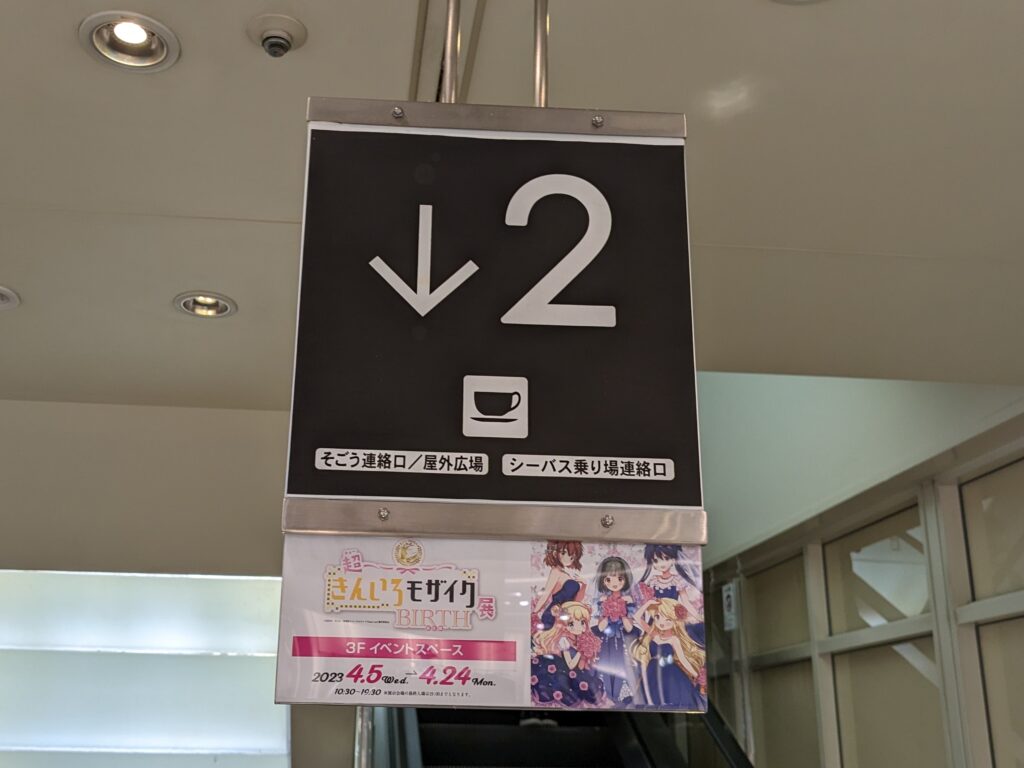 ↓2
そごう連絡口／屋外広場
シーバス乗り場連絡口
超
きんいろモザイク展
BIRTH
3F イベントスペース
2023 4.5 Wed. → 4.24 Mon.
10:30~19:30